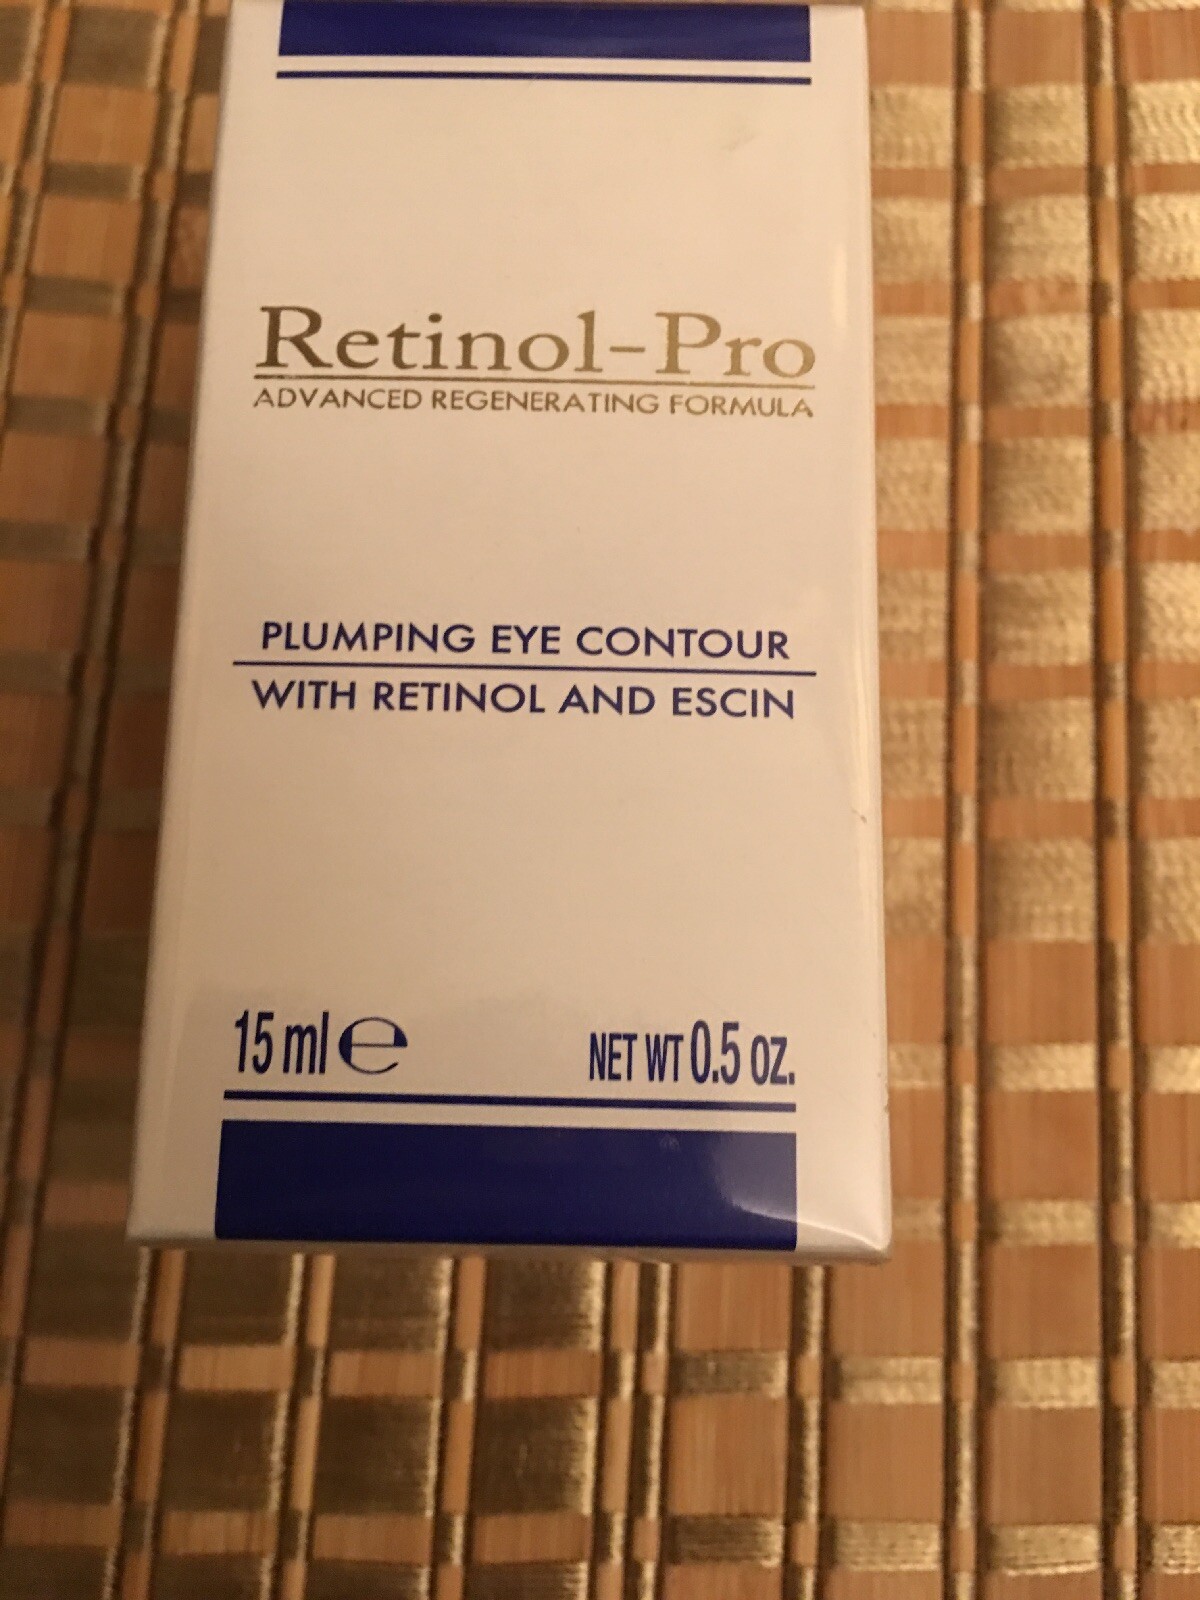 Retinol-Pro
ADVANCED REGENERATING FORMULA
PLUMPING EYE CONTOUR
WITH RETINOL AND ESCIN
15 ml ℮ NET WT 0.5 OZ.